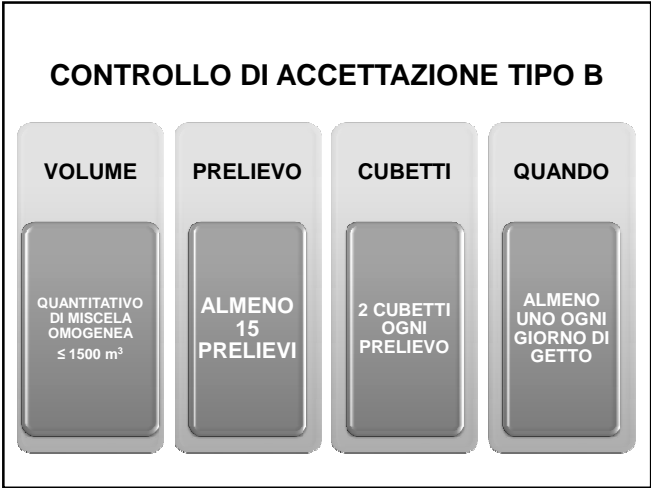 CONTROLLO DI ACCETTAZIONE TIPO B
VOLUME
QUANTITATIVO
DI MISCELA
OMOGENEA
≤ 1500 m³
PRELIEVO
ALMENO
15
PRELIEVI
CUBETTI
2 CUBETTI
OGNI
PRELIEVO
QUANDO
ALMENO
UNO OGNI
GIORNO DI
GETTO